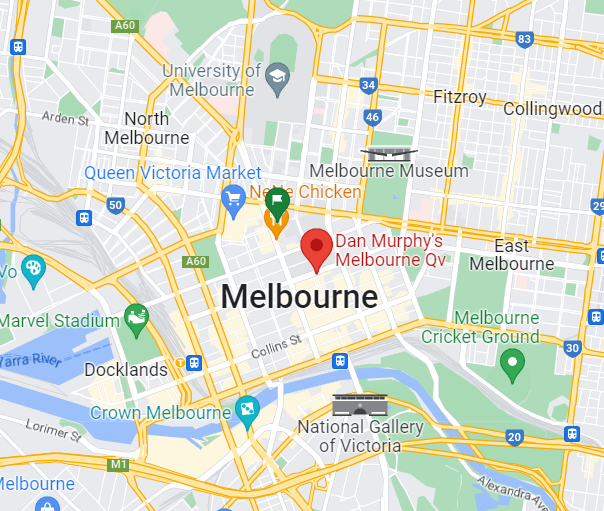 A60
83
University of
Melbourne
34
Fitzroy
Collingwood
46
Arden St
North
Melbourne
Melbourne Museum
Queen Victoria Market
Chicken
50
29
Dan Murphy's
Melbourne Qv
East
Melbourne
A60
Vo
Melbourne
Marvel Stadium
Melbourne
Cricket Ground
Collins St
30
Yarra River
Docklands
Crown Melbourne
National Gallery
of Victoria
Lorimer St
20
M1
Melbourne
Alexandra Ave